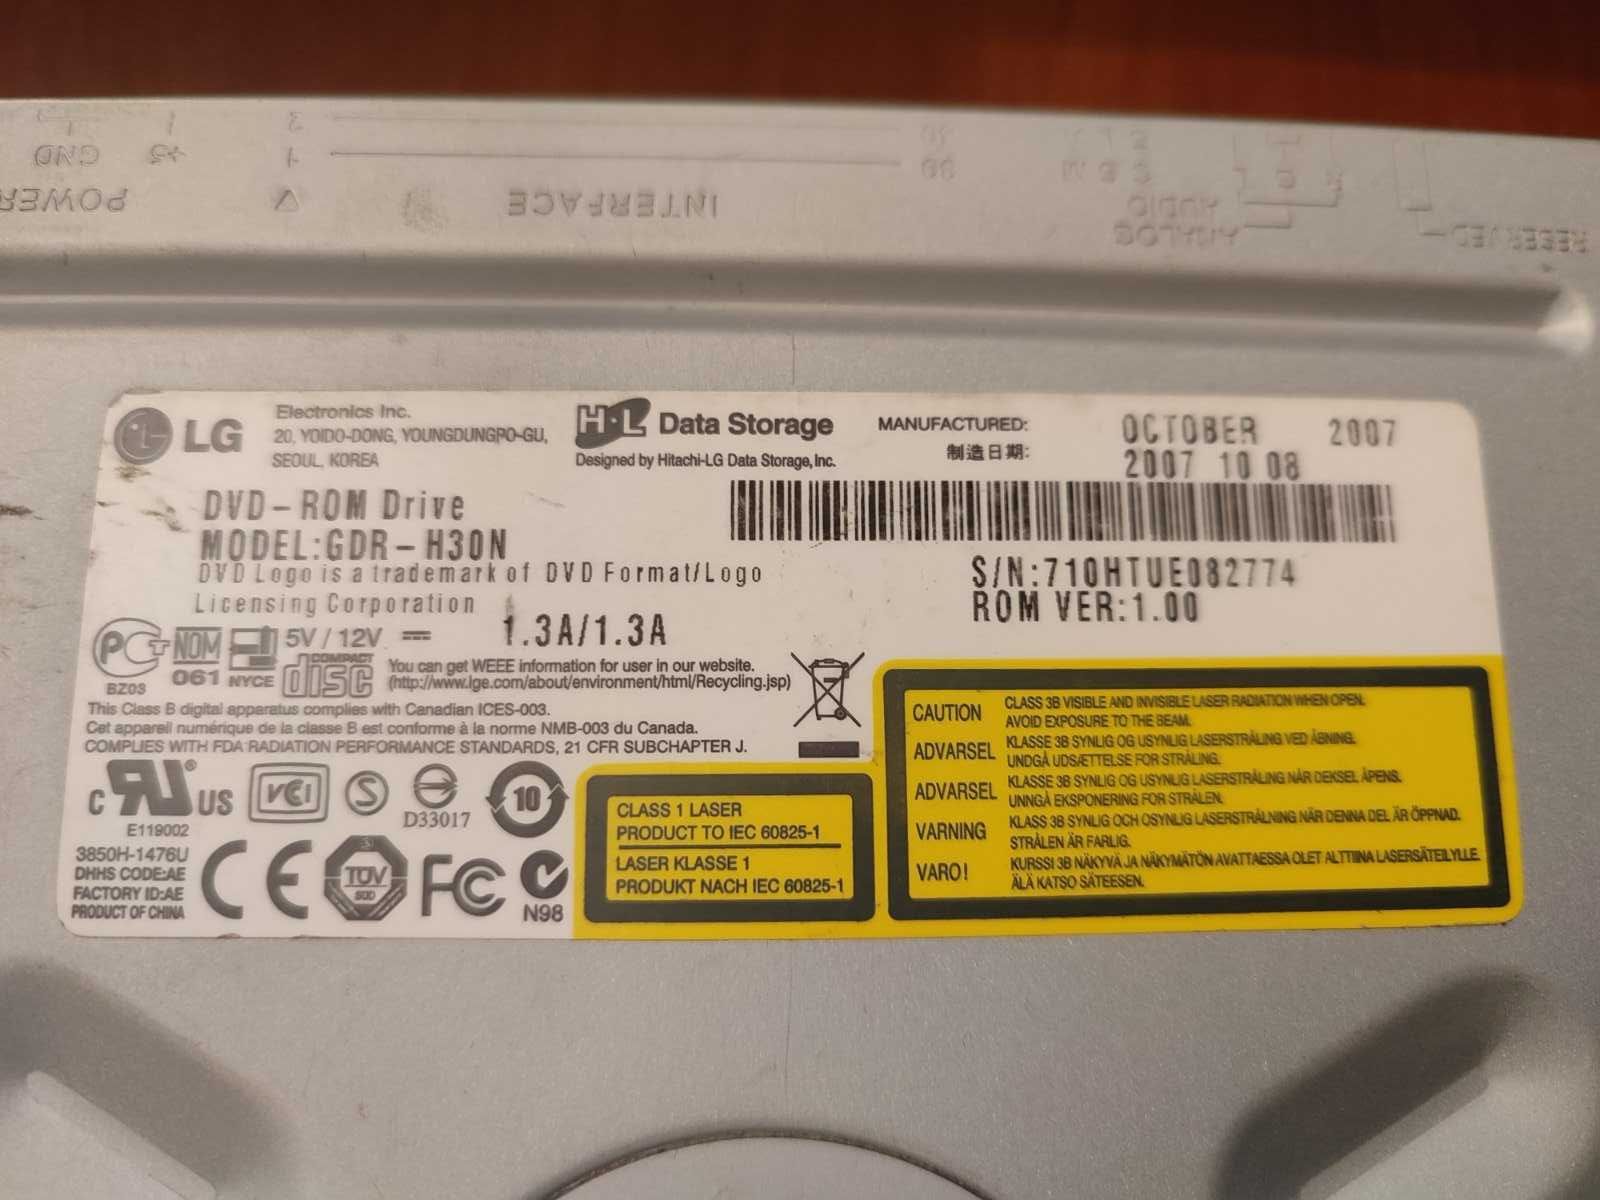 3 1 1
1 +5 GND
39
40
2 1
C S M
R G L
POWER
INTERFACE
ANALOG
AUDIO
RESERVED
LG
Electronics Inc.
20, YOIDO-DONG, YOUNGDUNGPO-GU,
SEOUL, KOREA
H·L Data Storage
Designed by Hitachi-LG Data Storage, Inc.
MANUFACTURED: OCTOBER 2007
制造日期: 2007 10 08
DVD-ROM Drive
MODEL:GDR-H30N
DVD Logo is a trademark of DVD Format/Logo
Licensing Corporation
S/N:710HTUE082774
ROM VER:1.00
5V / 12V 1.3A/1.3A
PCT
BZ03
NOM
061 NYCE
COMPACT
disc
You can get WEEE information for user in our website.
(http://www.lge.com/about/environment/html/Recycling.jsp)
This Class B digital apparatus complies with Canadian ICES-003.
Cet appareil numérique de la classe B est conforme à la norme NMB-003 du Canada.
COMPLIES WITH FDA RADIATION PERFORMANCE STANDARDS, 21 CFR SUBCHAPTER J.
c RU ® US
E119002
VCI
S
D33017
10
3850H-1476U
DHHS CODE:AE
FACTORY ID:AE
PRODUCT OF CHINA
CE
TÜV
SÜD
FC
N98
CLASS 1 LASER
PRODUCT TO IEC 60825-1
LASER KLASSE 1
PRODUKT NACH IEC 60825-1
CAUTION CLASS 3B VISIBLE AND INVISIBLE LASER RADIATION WHEN OPEN.
AVOID EXPOSURE TO THE BEAM.
ADVARSEL KLASSE 3B SYNLIG OG USYNLIG LASERSTRÅLING VED ÅBNING.
UNDGÅ UDSÆTTELSE FOR STRÅLING.
ADVARSEL KLASSE 3B SYNLIG OG USYNLIG LASERSTRÅLING NÅR DEKSEL ÅPENS.
UNNGÅ EKSPONERING FOR STRÅLEN.
VARNING KLASS 3B SYNLIG OCH OSYNLIG LASERSTRÅLNING NÄR DENNA DEL ÄR ÖPPNAD.
STRÅLEN ÄR FARLIG.
VARO! KURSSI 3B NÄKYVÄ JA NÄKYMÄTÖN AVATTAESSA OLET ALTTIINA LASERSÄTEILYLLE.
ÄLÄ KATSO SÄTEESEN.